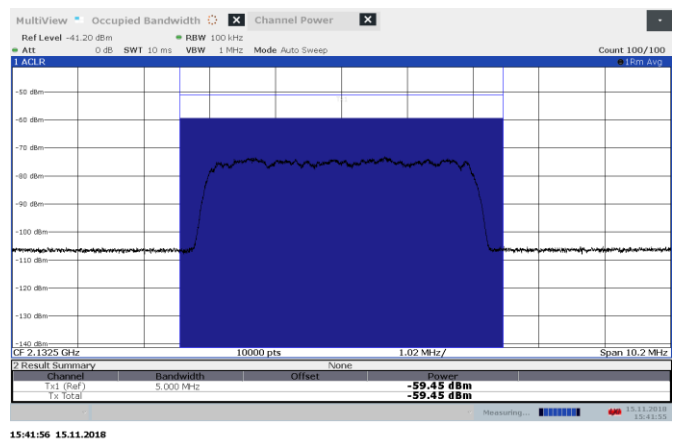 MultiView Occupied Bandwidth X Channel Power X
Ref Level -41.20 dBm RBW 100 kHz
Att 0 dB SWT 10 ms VBW 1 MHz Mode Auto Sweep Count 100/100
1 ACLR 1Rm Avg
-50 dBm
-60 dBm
-70 dBm
-80 dBm
-90 dBm
-100 dBm
-110 dBm
-120 dBm
-130 dBm
-140 dBm
CF 2.1325 GHz 10000 pts 1.02 MHz/ Span 10.2 MHz
2 Result Summary None
Channel Bandwidth Offset Power
Tx1 (Ref) 5.000 MHz -59.45 dBm
Tx Total -59.45 dBm
Measuring... 15.11.2018
15:41:55
15:41:56 15.11.2018